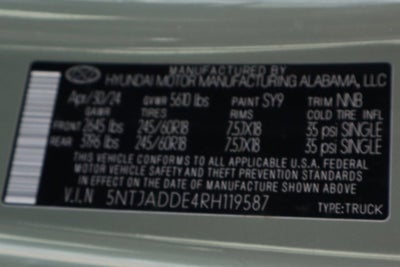 MANUFACTURED BY
HYUNDAI MOTOR MANUFACTURING ALABAMA, LLC
Apr/30/24 GVWR 5610 lbs PAINT SY9 TRIM NNB
GAWR TIRES RIMS COLD TIRE INFL
FRONT 2645 lbs 245/60R18 7.5JX18 35 psi SINGLE
REAR 3196 lbs 245/60R18 7.5JX18 35 psi SINGLE
THIS VEHICLE CONFORMS TO ALL APPLICABLE U.S.A. FEDERAL
MOTOR VEHICLE SAFETY AND THEFT PREVENTION STANDARDS
IN EFFECT ON THE DATE OF MANUFACTURE SHOWN ABOVE.
V.I.N 5NTJADDE4RH119587 TYPE:TRUCK